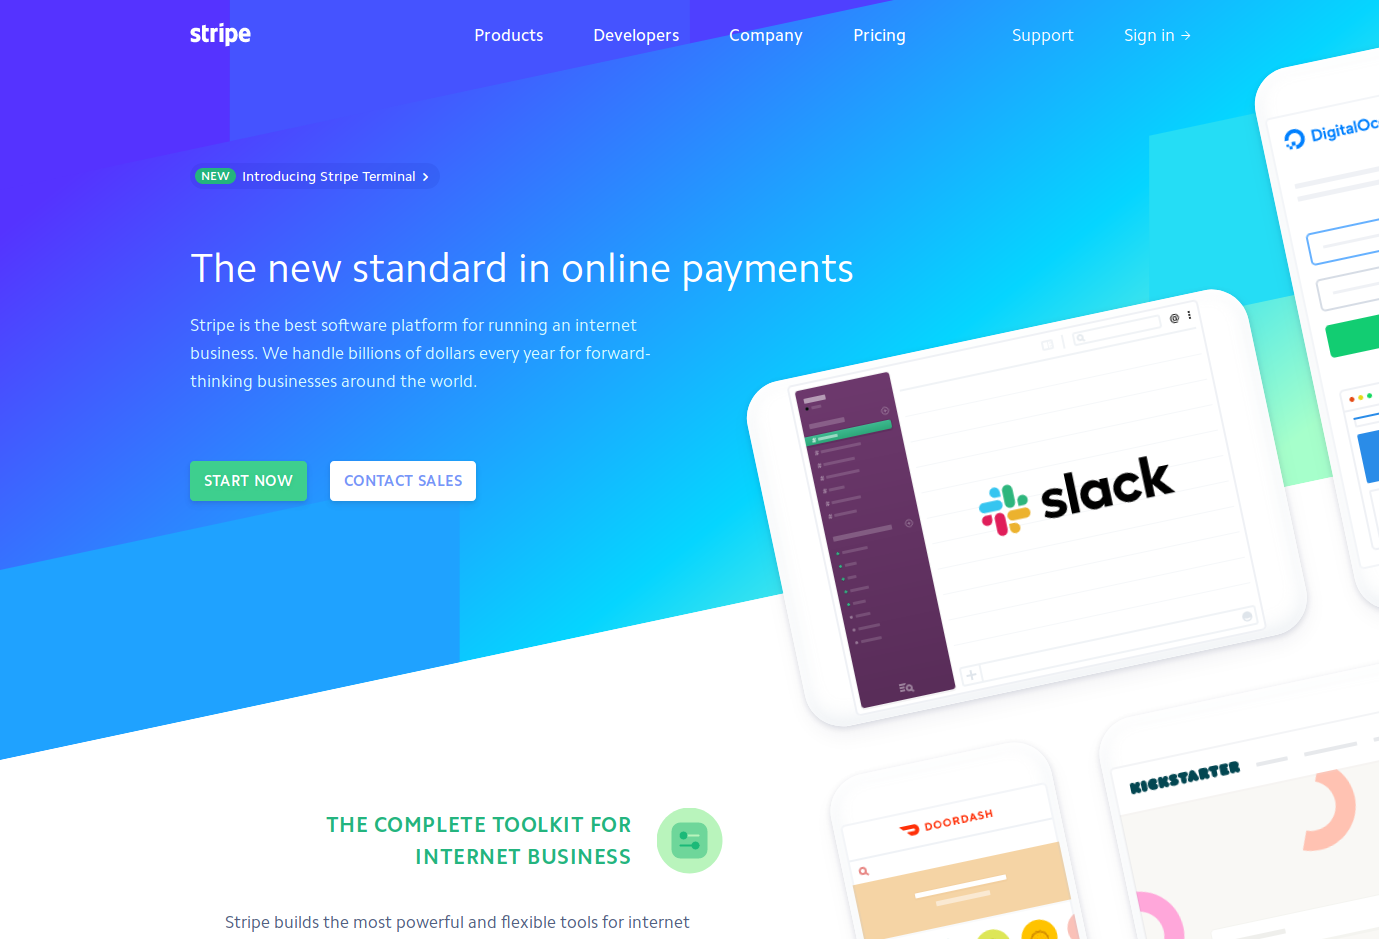 stripe
Products Developers Company Pricing Support Sign in →
NEW Introducing Stripe Terminal >
The new standard in online payments
Stripe is the best software platform for running an internet
business. We handle billions of dollars every year for forward-
thinking businesses around the world.
START NOW CONTACT SALES
DigitalOc
@
slack
KICKSTARTER
DOORDASH
THE COMPLETE TOOLKIT FOR
INTERNET BUSINESS
Stripe builds the most powerful and flexible tools for internet